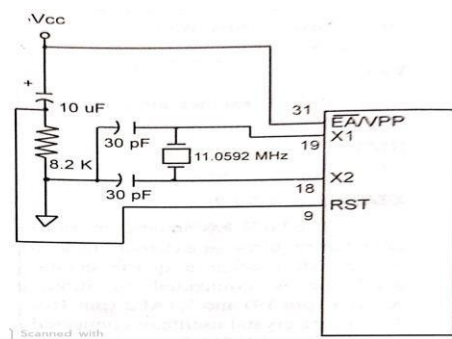 Vcc
+
10 uF
8.2 K
30 pF
30 pF
11.0592 MHz
31
EA/VPP
19
X1
18
X2
9
RST
Scanned with